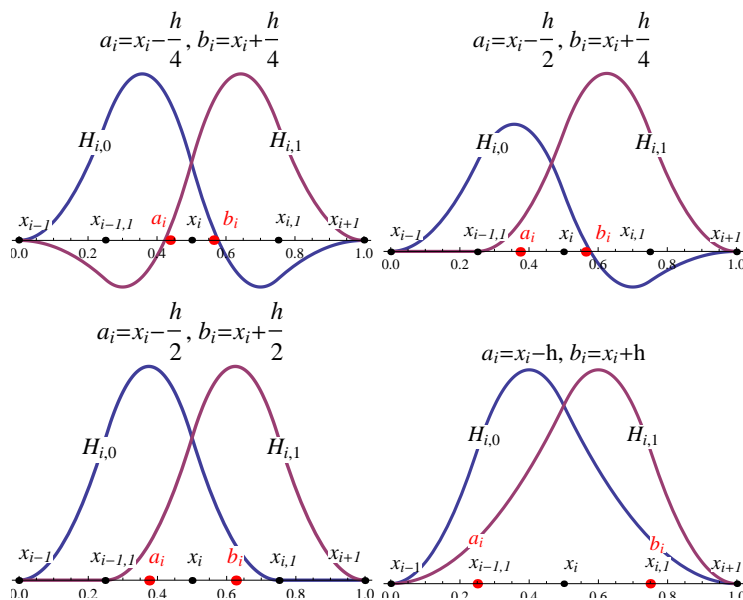 a_i=x_i−h/4, b_i=x_i+h/4
H_{i,0} H_{i,1}
x_{i-1} x_{i-1,1} a_i x_i b_i x_{i,1} x_{i+1}
0.0 0.2 0.4 0.6 0.8 1.0
a_i=x_i−h/2, b_i=x_i+h/4
H_{i,0} H_{i,1}
x_{i-1} x_{i-1,1} a_i x_i b_i x_{i,1} x_{i+1}
0.0 0.2 0.4 0.6 0.8 1.0
a_i=x_i−h/2, b_i=x_i+h/2
H_{i,0} H_{i,1}
x_{i-1} x_{i-1,1} a_i x_i b_i x_{i,1} x_{i+1}
0.0 0.2 0.4 0.6 0.8 1.0
a_i=x_i−h, b_i=x_i+h
H_{i,0} H_{i,1}
a_i b_i
x_{i-1} x_{i-1,1} x_i x_{i,1} x_{i+1}
0.0 0.2 0.4 0.6 0.8 1.0